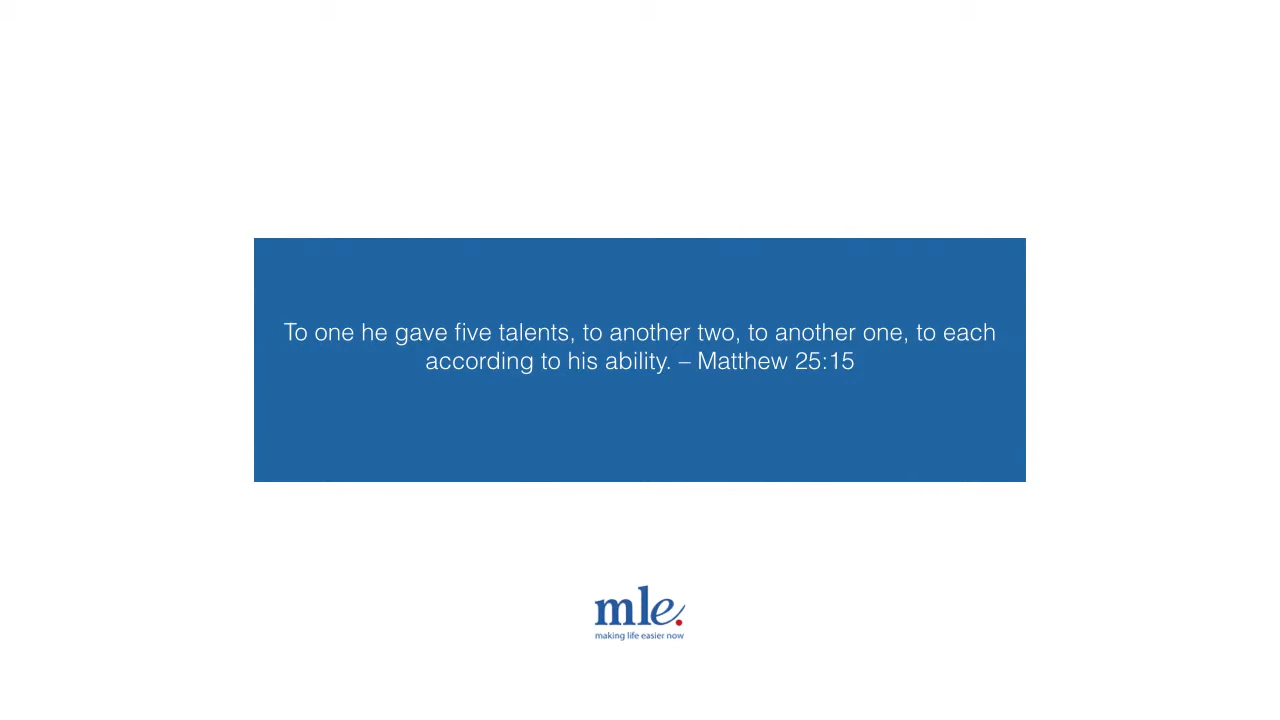 To one he gave five talents, to another two, to another one, to each
according to his ability. – Matthew 25:15
mle.
making life easier now